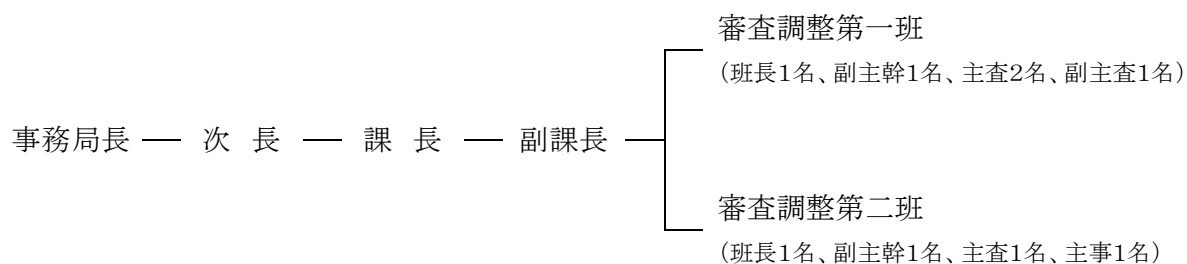 審査調整第一班
（班長1名、副主幹1名、主査2名、副主査1名）
事務局長 ― 次 長 ― 課 長 ― 副課長
審査調整第二班
（班長1名、副主幹1名、主査1名、主事1名）